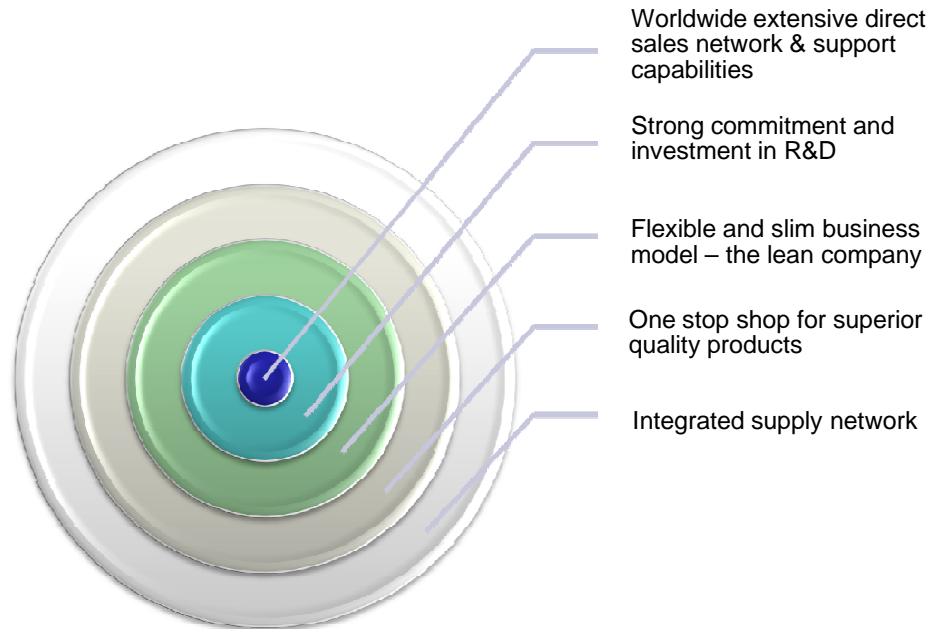 Worldwide extensive direct
sales network & support
capabilities
Strong commitment and
investment in R&D
Flexible and slim business
model – the lean company
One stop shop for superior
quality products
Integrated supply network